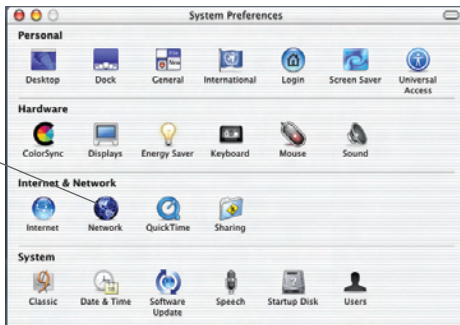 System Preferences
Personal
Desktop Dock General International Login Screen Saver Universal Access
Hardware
ColorSync Displays Energy Saver Keyboard Mouse Sound
Internet & Network
Internet Network QuickTime Sharing
System
Classic Date & Time Software Update Speech Startup Disk Users